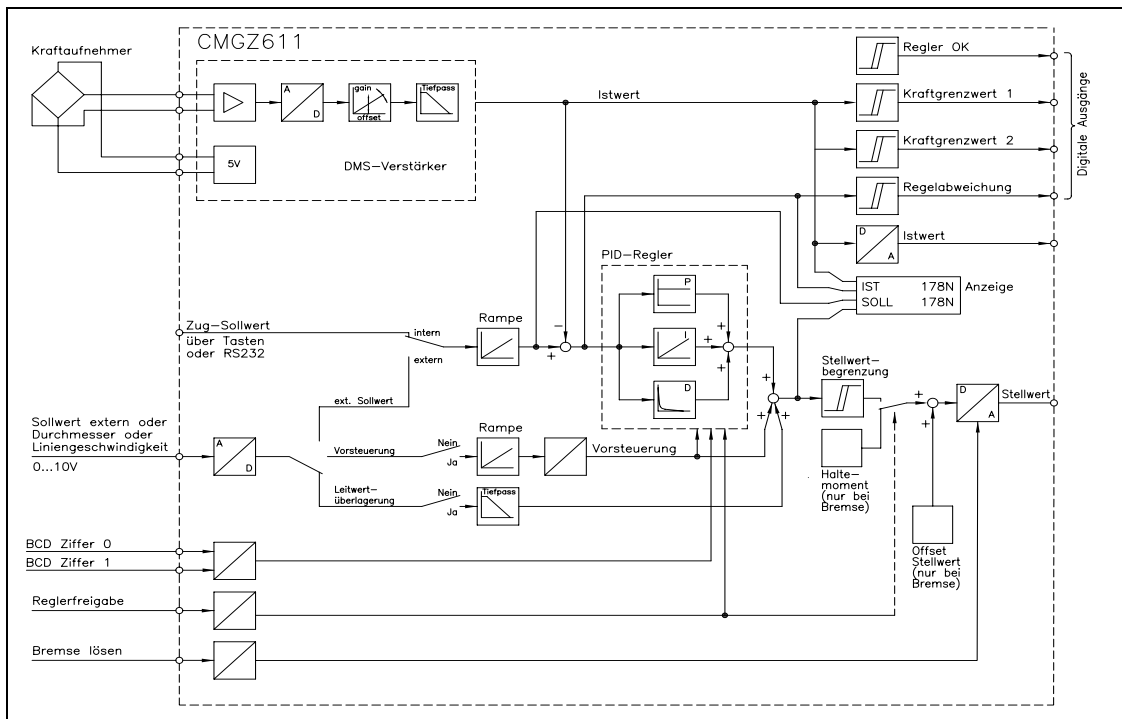 CMGZ611
Kraftaufnehmer
A
D
gain
offset
Tiefpass
5V
DMS-Verstärker
Istwert
Regler OK
Kraftgrenzwert 1
Kraftgrenzwert 2
Regelabweichung
Digitale Ausgänge
D
A
Istwert
IST 178N
SOLL 178N
Anzeige
PID-Regler
P
I
D
+
+
+
Zug-Sollwert
über Tasten
oder RS232
intern
extern
Rampe
-
+
ext. Sollwert
Sollwert extern oder
Durchmesser oder
Liniengeschwindigkeit
0...10V
A
D
Vorsteuerung
Nein
Ja
Rampe
Vorsteuerung
Leitwert-
überlagerung
Nein
Ja
Tiefpass
+
+
+
Stellwert-
begrenzung
Halte-
moment
(nur bei
Bremse)
+
+
D
A
Stellwert
Offset
Stellwert
(nur bei
Bremse)
BCD Ziffer 0
BCD Ziffer 1
Reglerfreigabe
Bremse lösen